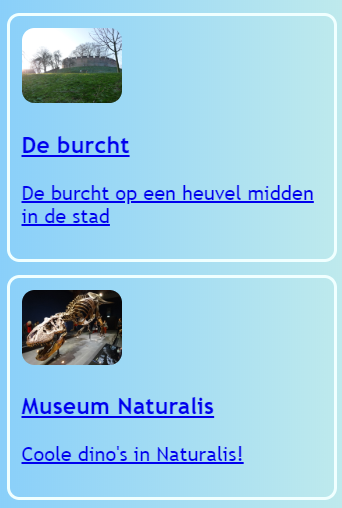 De burcht
De burcht op een heuvel midden
in de stad
Museum Naturalis
Coole dino's in Naturalis!